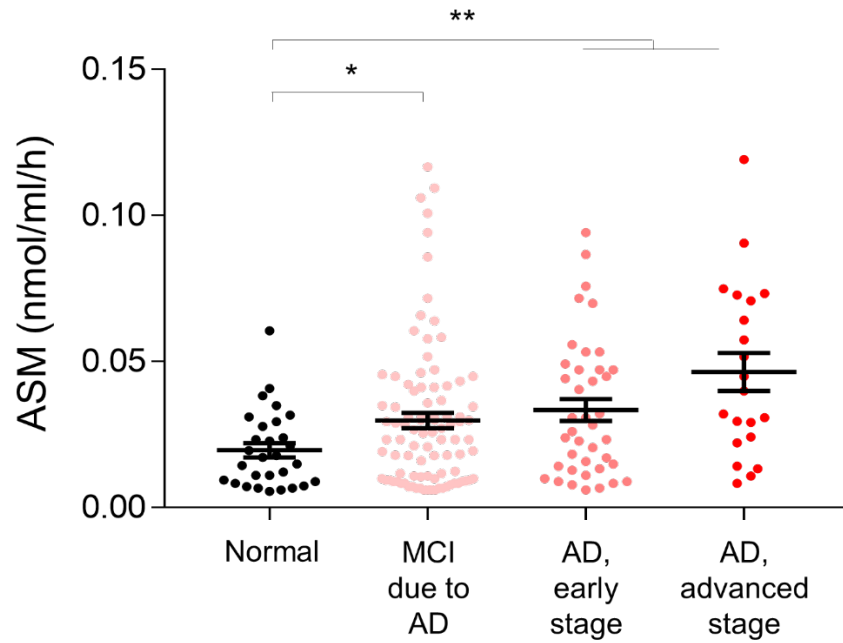 **
*
0.15
0.10
0.05
0.00
ASM (nmol/ml/h)
Normal
MCI
due to
AD
AD,
early
stage
AD,
advanced
stage